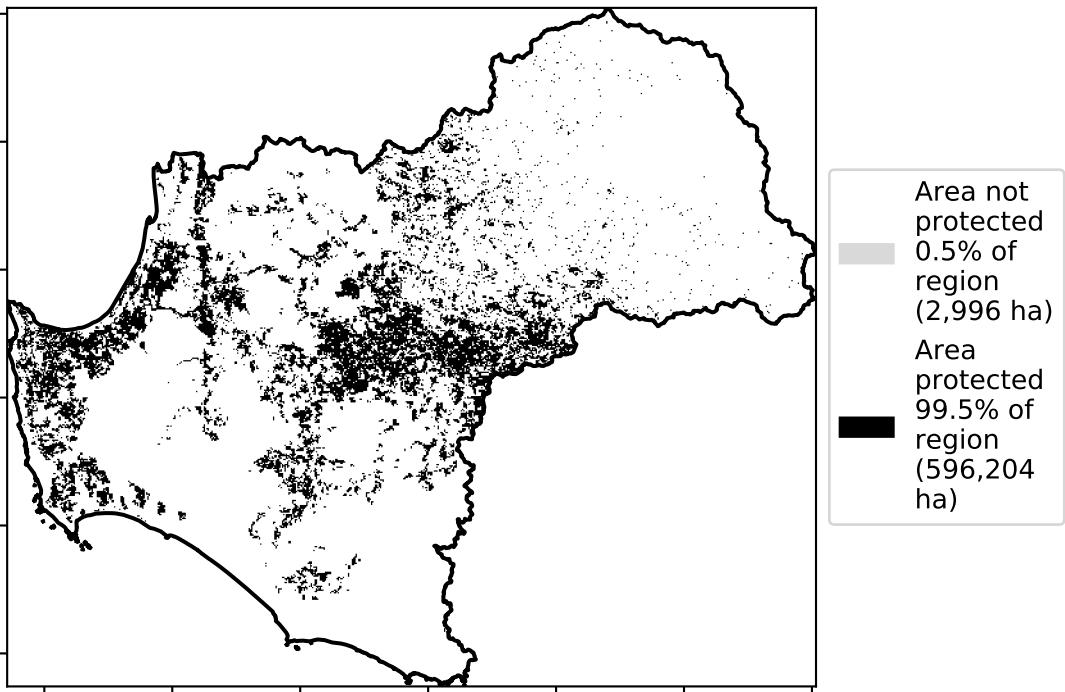 Area not
protected
0.5% of
region
(2,996 ha)
Area
protected
99.5% of
region
(596,204
ha)